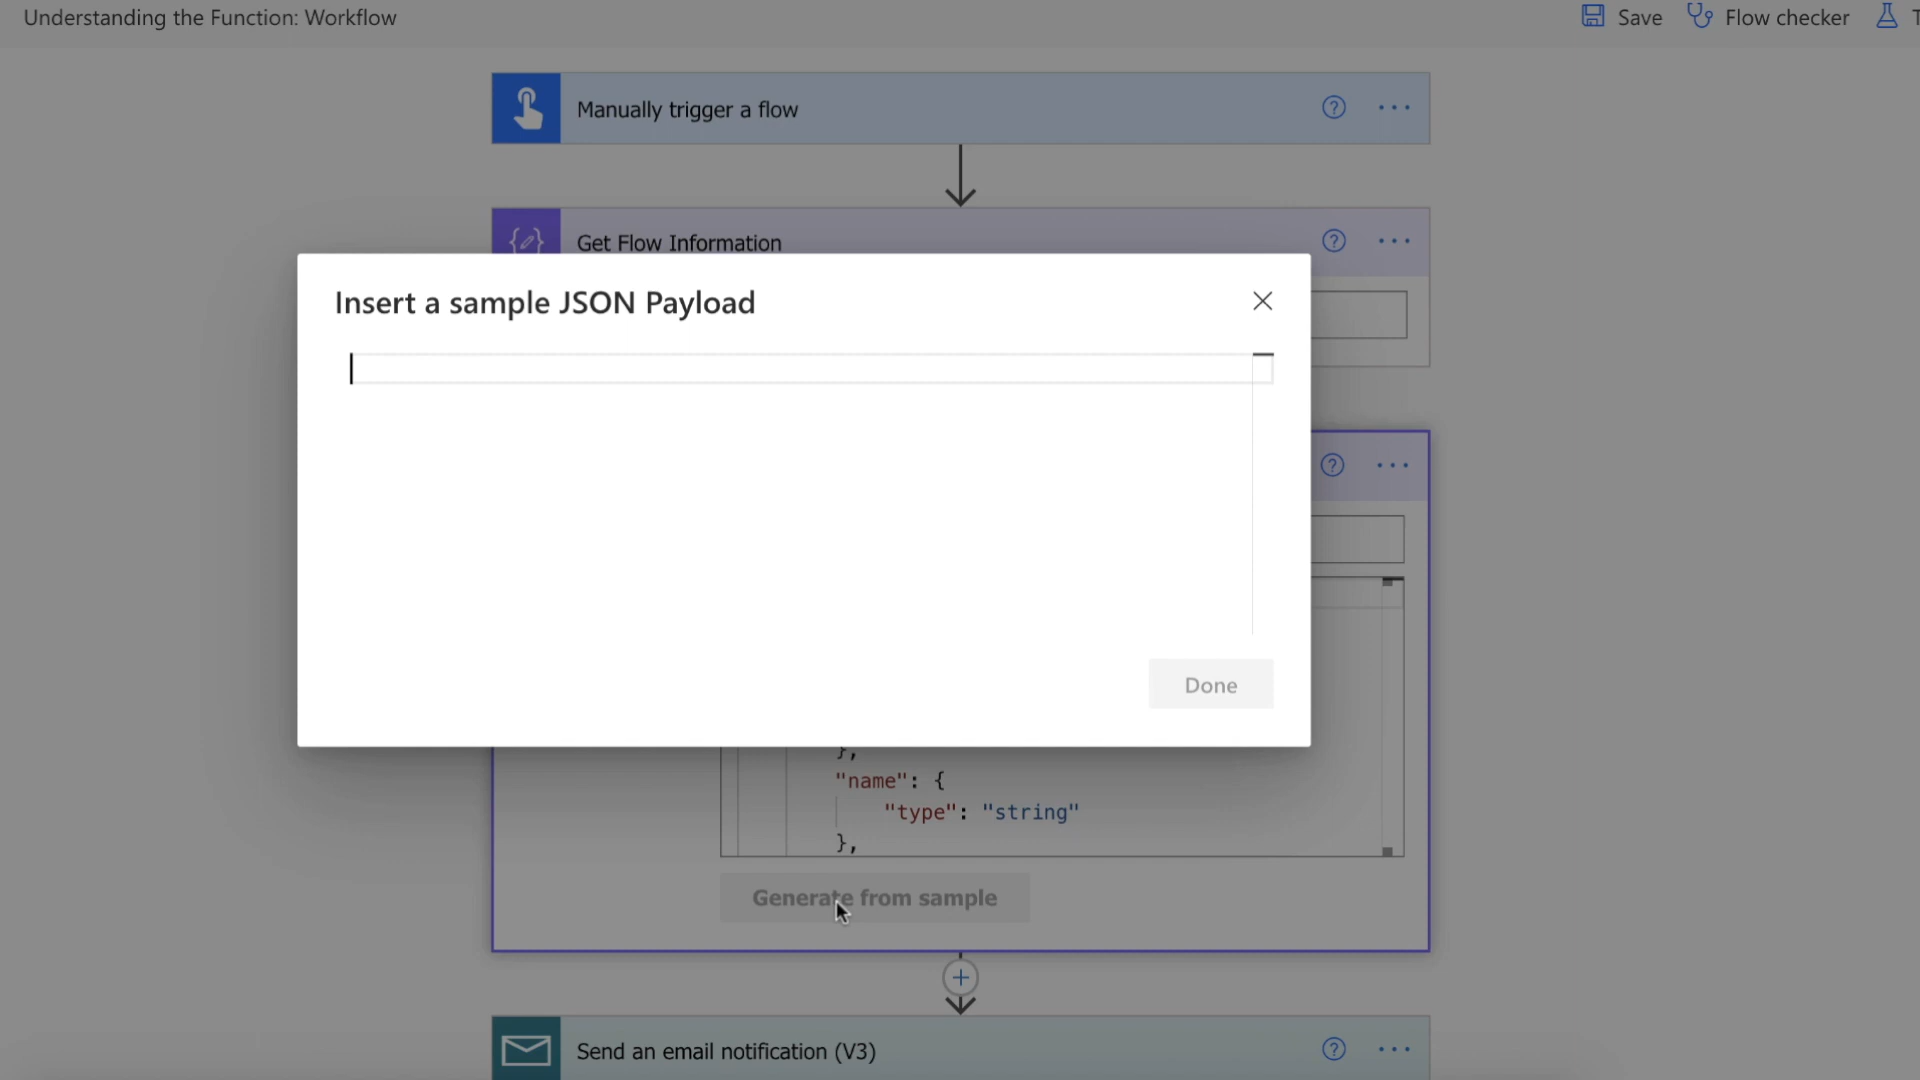 Understanding the Function: Workflow
Save
Flow checker
Manually trigger a flow
Get Flow Information
Insert a sample JSON Payload
Done
},
"name": {
"type": "string"
},
Generate from sample
Send an email notification (V3)